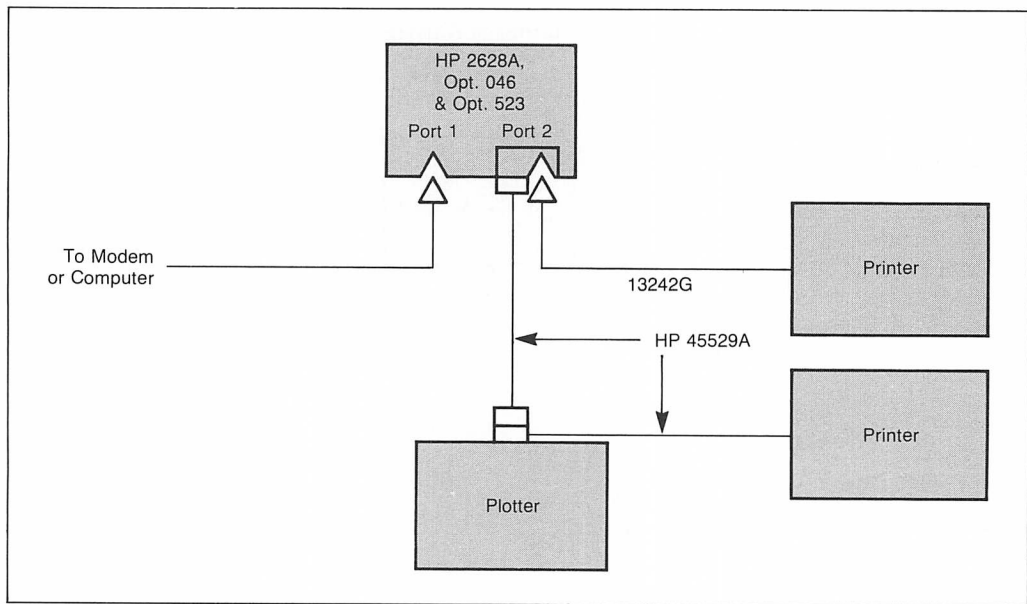 HP 2628A,
Opt. 046
& Opt. 523
Port 1
Port 2
To Modem
or Computer
13242G
Printer
HP 45529A
Printer
Plotter